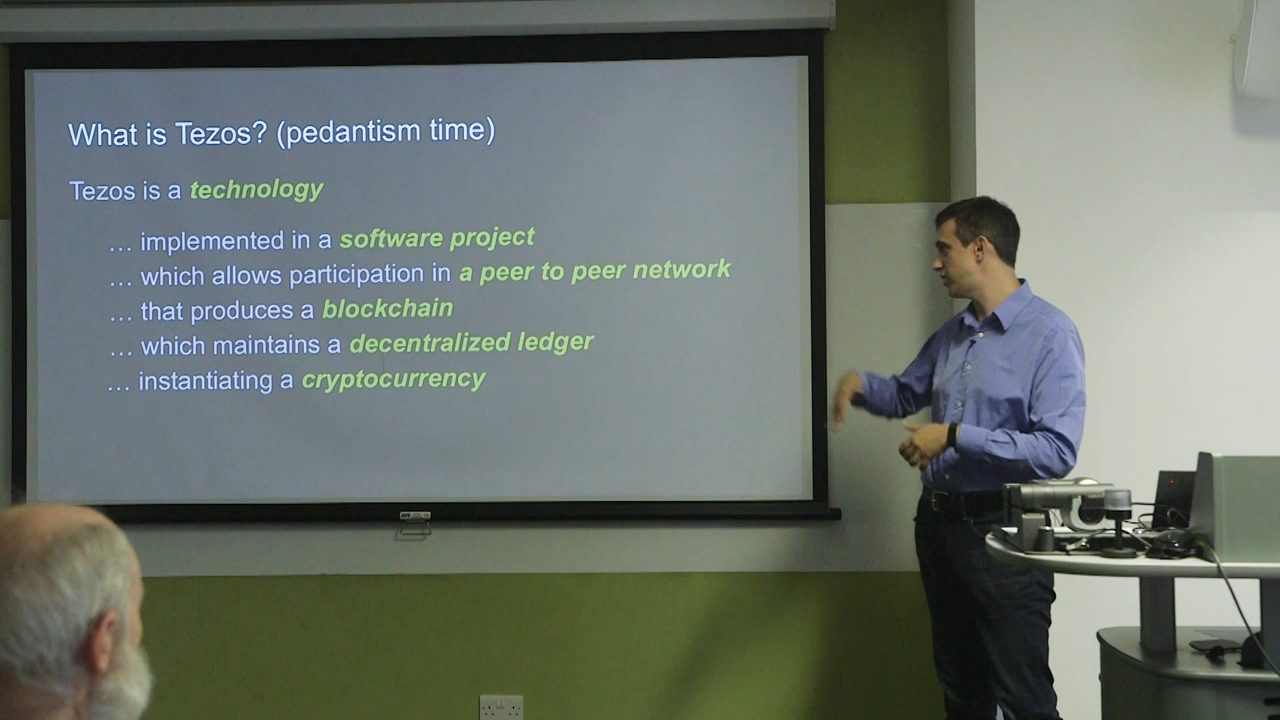 What is Tezos? (pedantism time)
Tezos is a technology
… implemented in a software project
… which allows participation in a peer to peer network
… that produces a blockchain
… which maintains a decentralized ledger
… instantiating a cryptocurrency